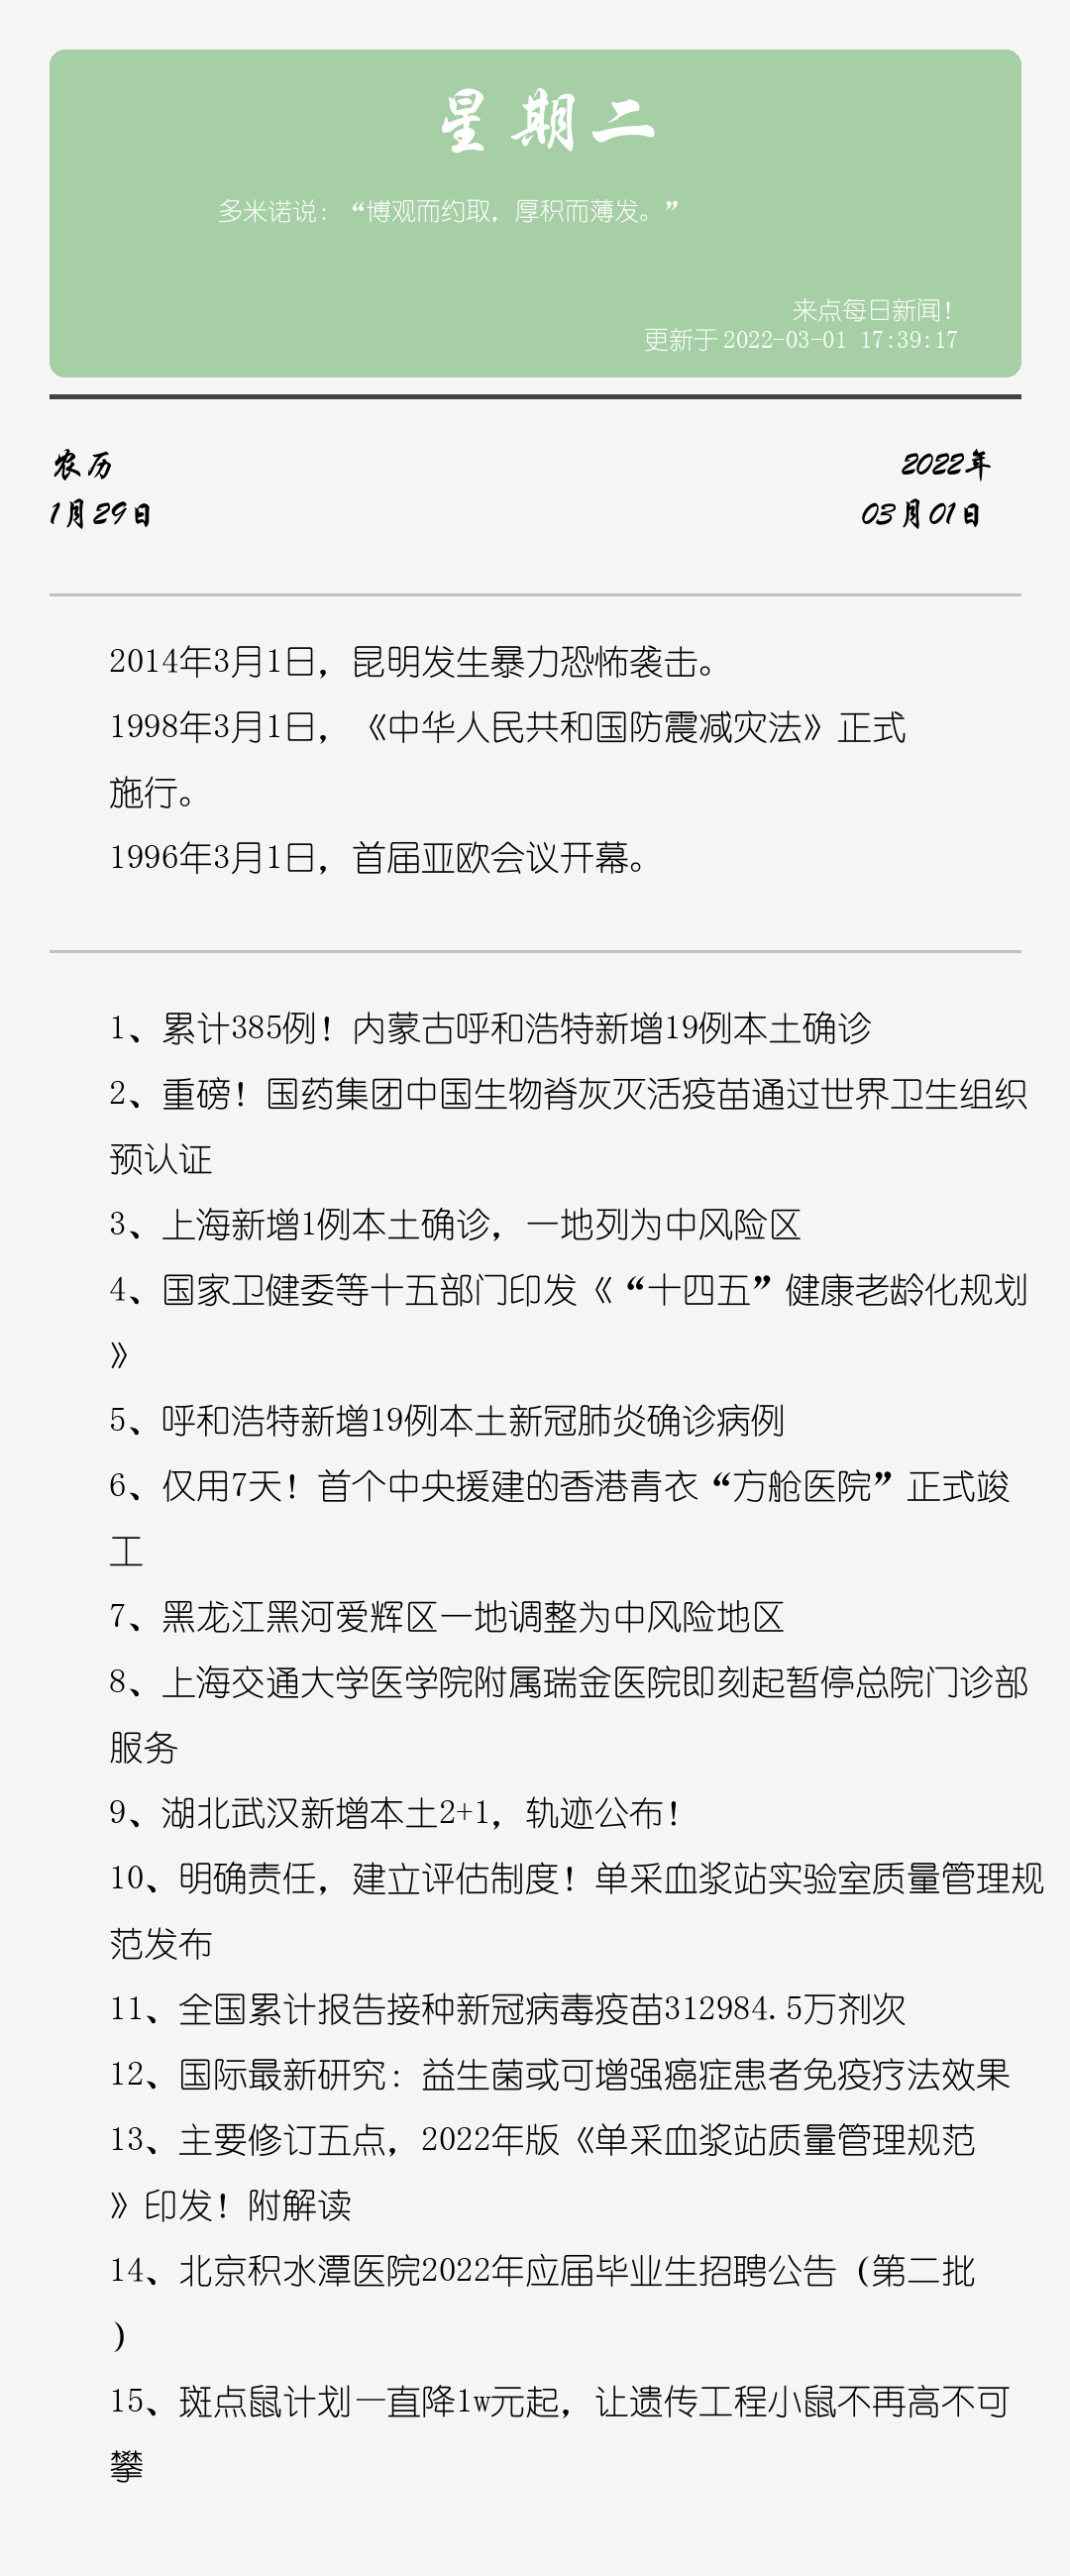 星期二
多米诺说：“博观而约取，厚积而薄发。”
来点每日新闻！
更新于 2022-03-01 17:39:17
农历
2022年
1月29日
03月01日
2014年3月1日，昆明发生暴力恐怖袭击。
1998年3月1日，《中华人民共和国防震减灾法》正式
施行。
1996年3月1日，首届亚欧会议开幕。
1、累计385例！内蒙古呼和浩特新增19例本土确诊
2、重磅！国药集团中国生物脊灰灭活疫苗通过世界卫生组织
预认证
3、上海新增1例本土确诊，一地列为中风险区
4、国家卫健委等十五部门印发《“十四五”健康老龄化规划
》
5、呼和浩特新增19例本土新冠肺炎确诊病例
6、仅用7天！首个中央援建的香港青衣“方舱医院”正式竣
工
7、黑龙江黑河爱辉区一地调整为中风险地区
8、上海交通大学医学院附属瑞金医院即刻起暂停总院门诊部
服务
9、湖北武汉新增本土2+1，轨迹公布！
10、明确责任，建立评估制度！单采血浆站实验室质量管理规
范发布
11、全国累计报告接种新冠病毒疫苗312984.5万剂次
12、国际最新研究：益生菌或可增强癌症患者免疫疗法效果
13、主要修订五点，2022年版《单采血浆站质量管理规范
》印发！附解读
14、北京积水潭医院2022年应届毕业生招聘公告（第二批
）
15、斑点鼠计划一直降1w元起，让遗传工程小鼠不再高不可
攀